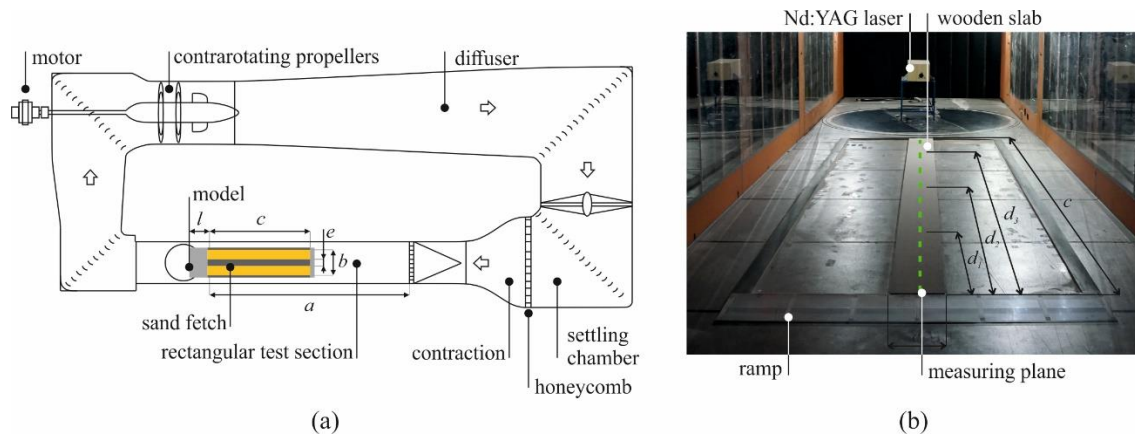 motor
contrarotating propellers
diffuser
model
l
c
e
b
a
sand fetch
rectangular test section
contraction
settling
chamber
honeycomb
(a)
Nd:YAG laser
wooden slab
c
d3
d2
d1
ramp
measuring plane
(b)